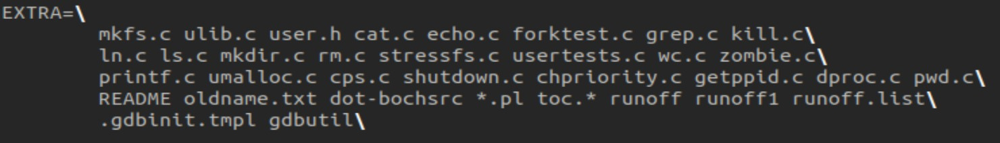 EXTRA=\
mkfs.c ulib.c user.h cat.c echo.c forktest.c grep.c kill.c\
ln.c ls.c mkdir.c rm.c stressfs.c usertests.c wc.c zombie.c\
printf.c umalloc.c cps.c shutdown.c chpriority.c getppid.c dproc.c pwd.c\
README oldname.txt dot-bochsrc *.pl toc.* runoff runoff1 runoff.list\
.gdbinit.tmpl gdbutil\